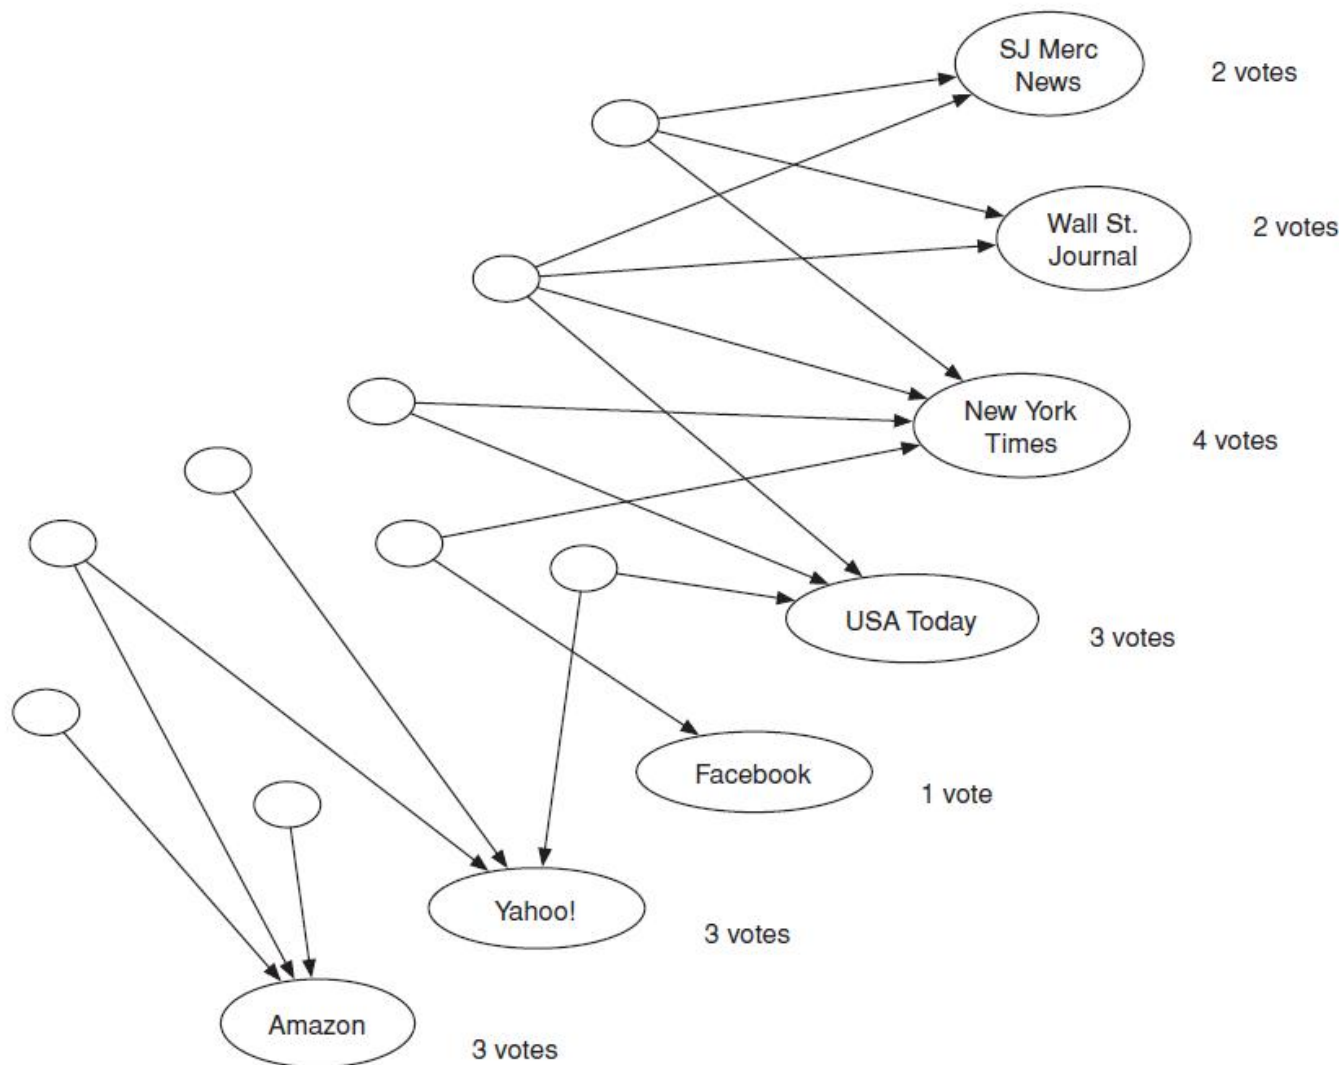 SJ Merc
News
2 votes
Wall St.
Journal
2 votes
New York
Times
4 votes
USA Today
3 votes
Facebook
1 vote
Yahoo!
3 votes
Amazon
3 votes